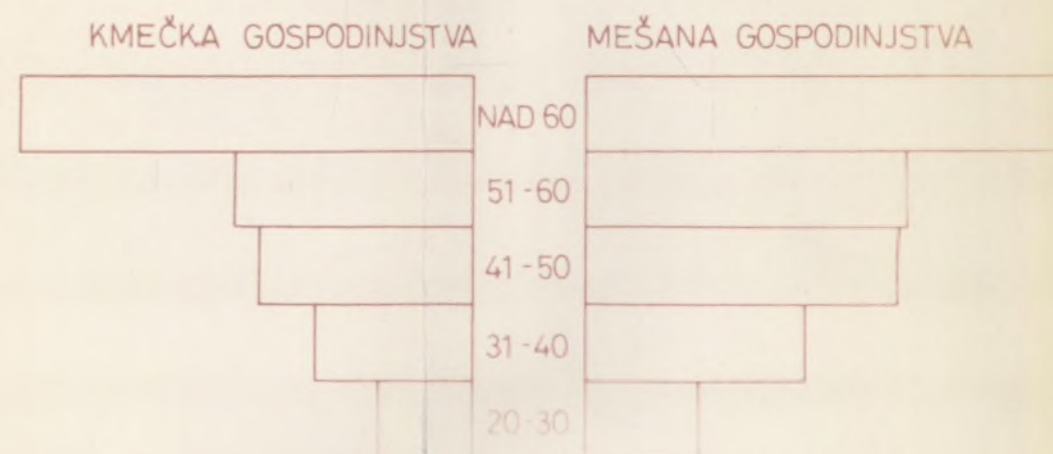 KMEČKA GOSPODINJSTVA
MEŠANA GOSPODINJSTVA
NAD 60
51-60
41-50
31-40
20-30